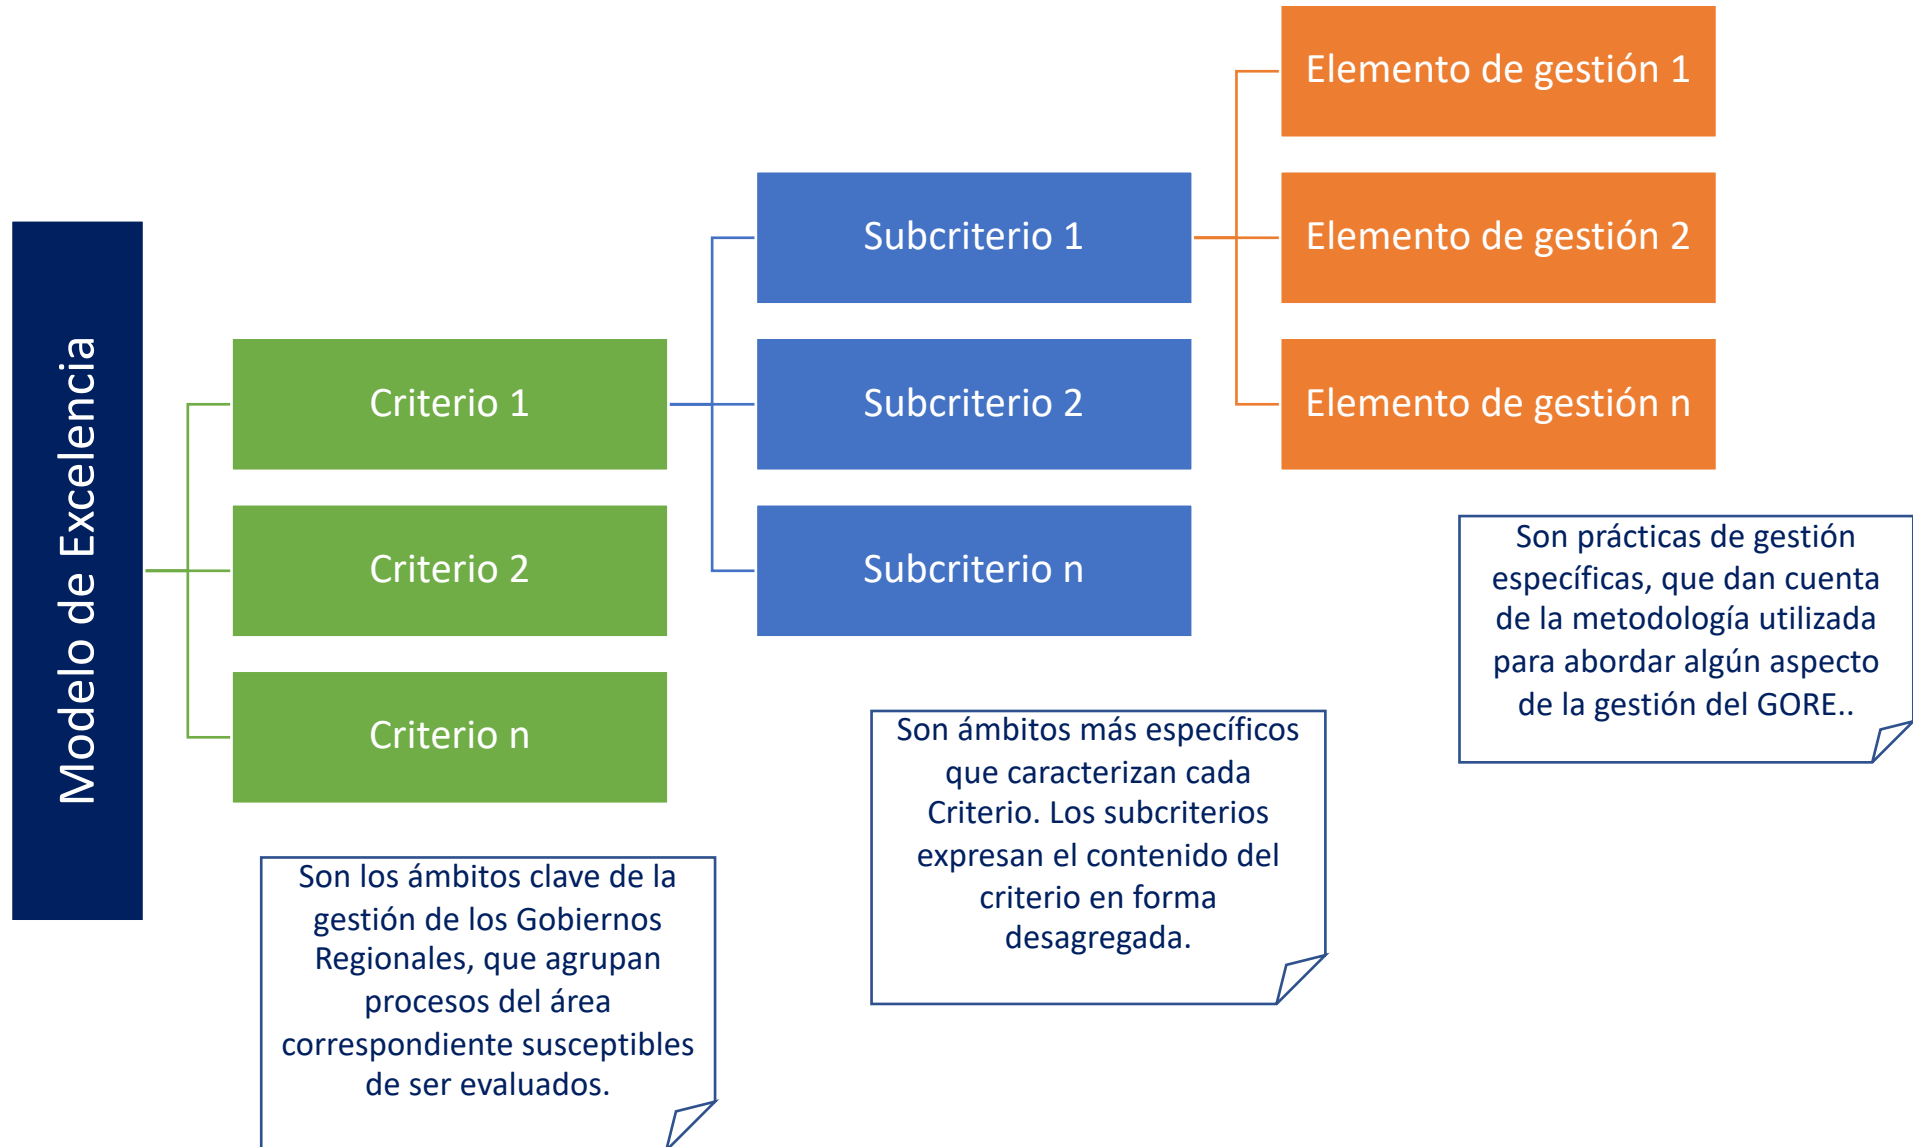 Modelo de Excelencia
Criterio 1
Criterio 2
Criterio n
Subcriterio 1
Subcriterio 2
Subcriterio n
Elemento de gestión 1
Elemento de gestión 2
Elemento de gestión n
Son los ámbitos clave de la
gestión de los Gobiernos
Regionales, que agrupan
procesos del área
correspondiente susceptibles
de ser evaluados.
Son ámbitos más específicos
que caracterizan cada
Criterio. Los subcriterios
expresan el contenido del
criterio en forma
desagregada.
Son prácticas de gestión
específicas, que dan cuenta
de la metodología utilizada
para abordar algún aspecto
de la gestión del GORE..